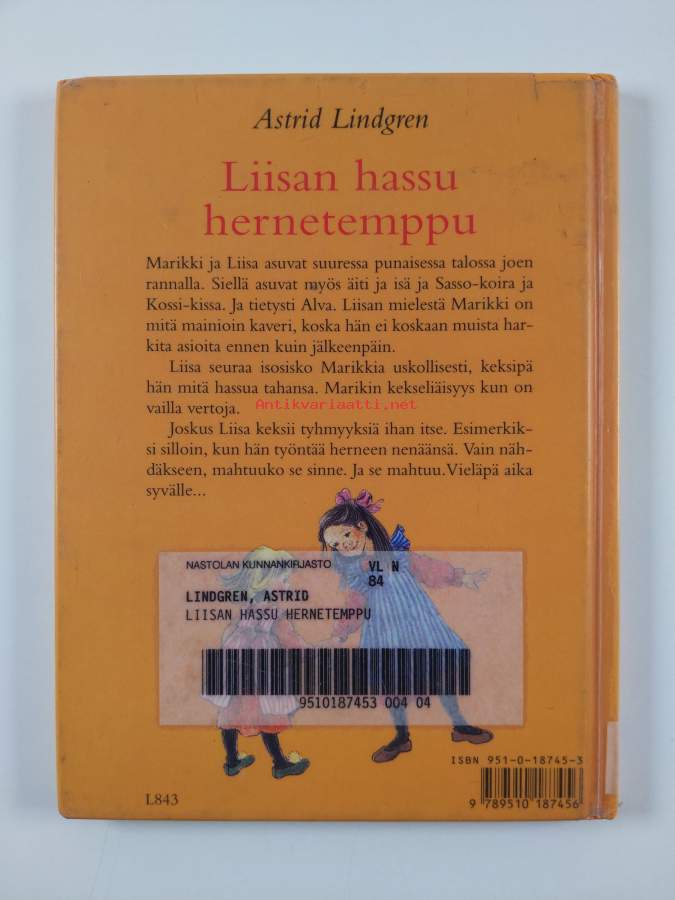 Astrid Lindgren
Liisan hassu
hernetemppu
Marikki ja Liisa asuvat suuressa punaisessa talossa joen
rannalla. Siellä asuvat myös äiti ja isä ja Sasso-koira ja
Kossi-kissa. Ja tietysti Alva. Liisan mielestä Marikki on
mitä mainioin kaveri, koska hän ei koskaan muista har-
kita asioita ennen kuin jälkeenpäin.
Liisa seuraa isosisko Marikkia uskollisesti, keksipä
hän mitä hassua tahansa. Marikin kekseliäisyys kun on
vailla vertoja.
Antikvariaatti.net
Joskus Liisa keksii tyhmyyksiä ihan itse. Esimerkik-
si silloin, kun hän työntää herneen nenäänsä. Vain näh-
däkseen, mahtuuko se sinne. Ja se mahtuu. Vieläpä aika
syvälle...
NASTOLAN KUNNANKIRJASTO VL N
84
LINDGREN, ASTRID
LIISAN HASSU HERNETEMPPU
9510187453 004 04
ISBN 951-0-18745-3
9 789510 187456
L843